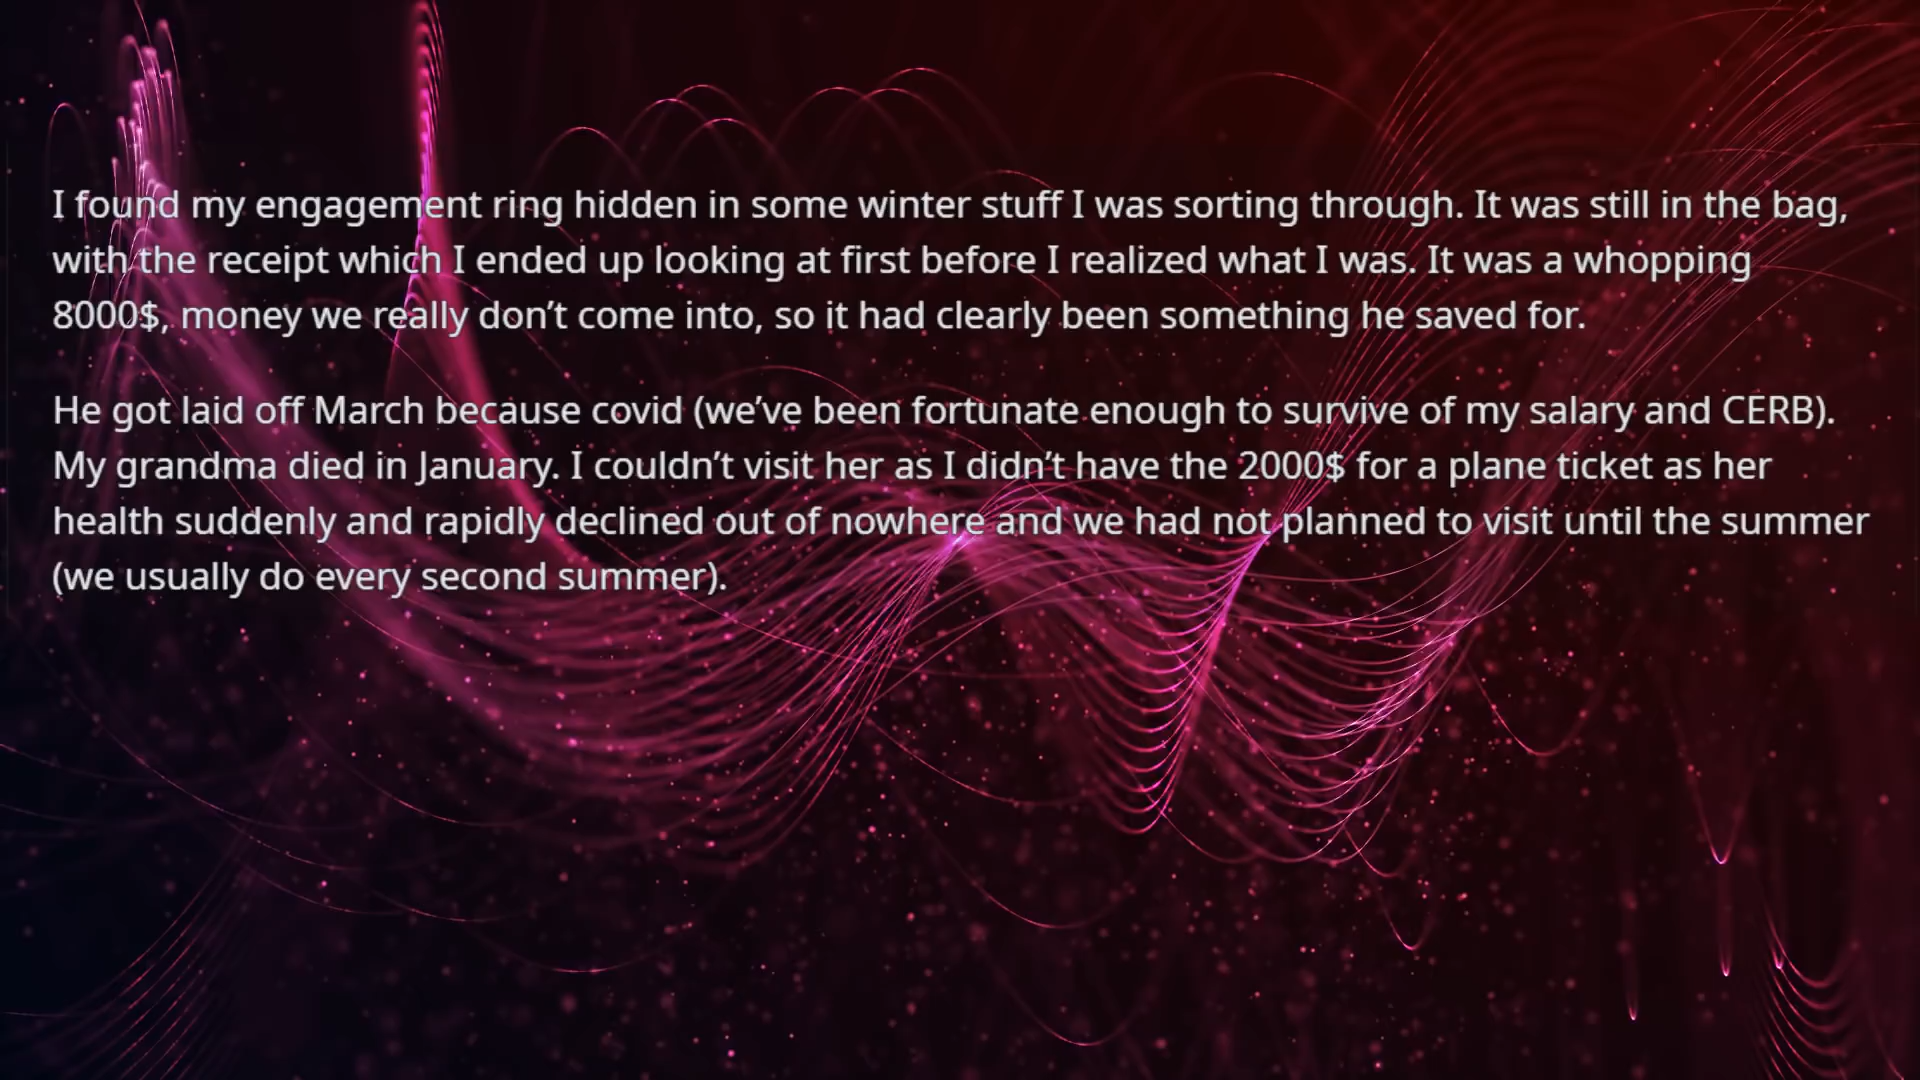 I found my engagement ring hidden in some winter stuff I was sorting through. It was still in the bag,
with the receipt which I ended up looking at first before I realized what I was. It was a whopping
8000$, money we really don’t come into, so it had clearly been something he saved for.
He got laid off March because covid (we’ve been fortunate enough to survive of my salary and CERB).
My grandma died in January. I couldn’t visit her as I didn’t have the 2000$ for a plane ticket as her
health suddenly and rapidly declined out of nowhere and we had not planned to visit until the summer
(we usually do every second summer).